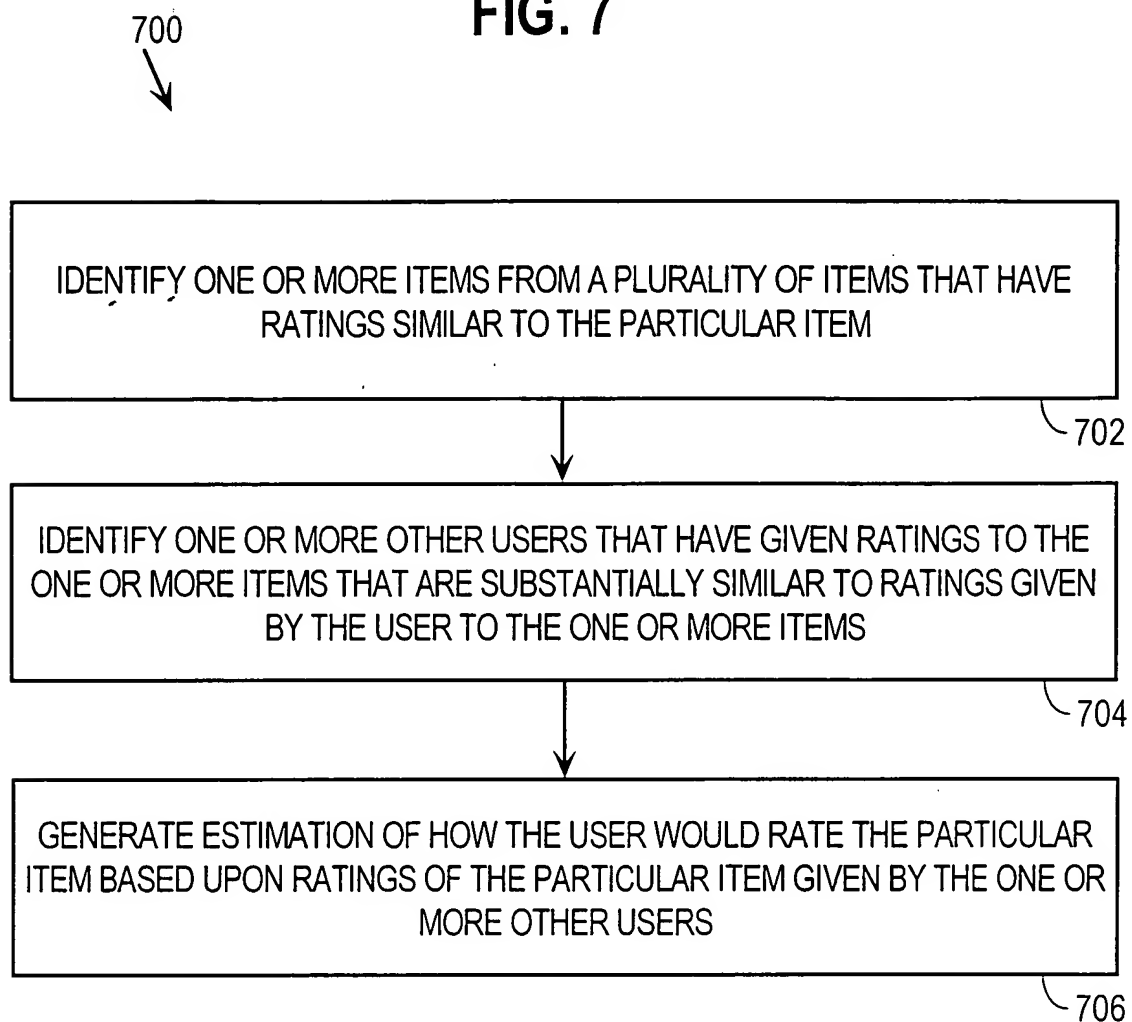 FIG. 7
700
IDENTIFY ONE OR MORE ITEMS FROM A PLURALITY OF ITEMS THAT HAVE
RATINGS SIMILAR TO THE PARTICULAR ITEM
702
IDENTIFY ONE OR MORE OTHER USERS THAT HAVE GIVEN RATINGS TO THE
ONE OR MORE ITEMS THAT ARE SUBSTANTIALLY SIMILAR TO RATINGS GIVEN
BY THE USER TO THE ONE OR MORE ITEMS
704
GENERATE ESTIMATION OF HOW THE USER WOULD RATE THE PARTICULAR
ITEM BASED UPON RATINGS OF THE PARTICULAR ITEM GIVEN BY THE ONE OR
MORE OTHER USERS
706